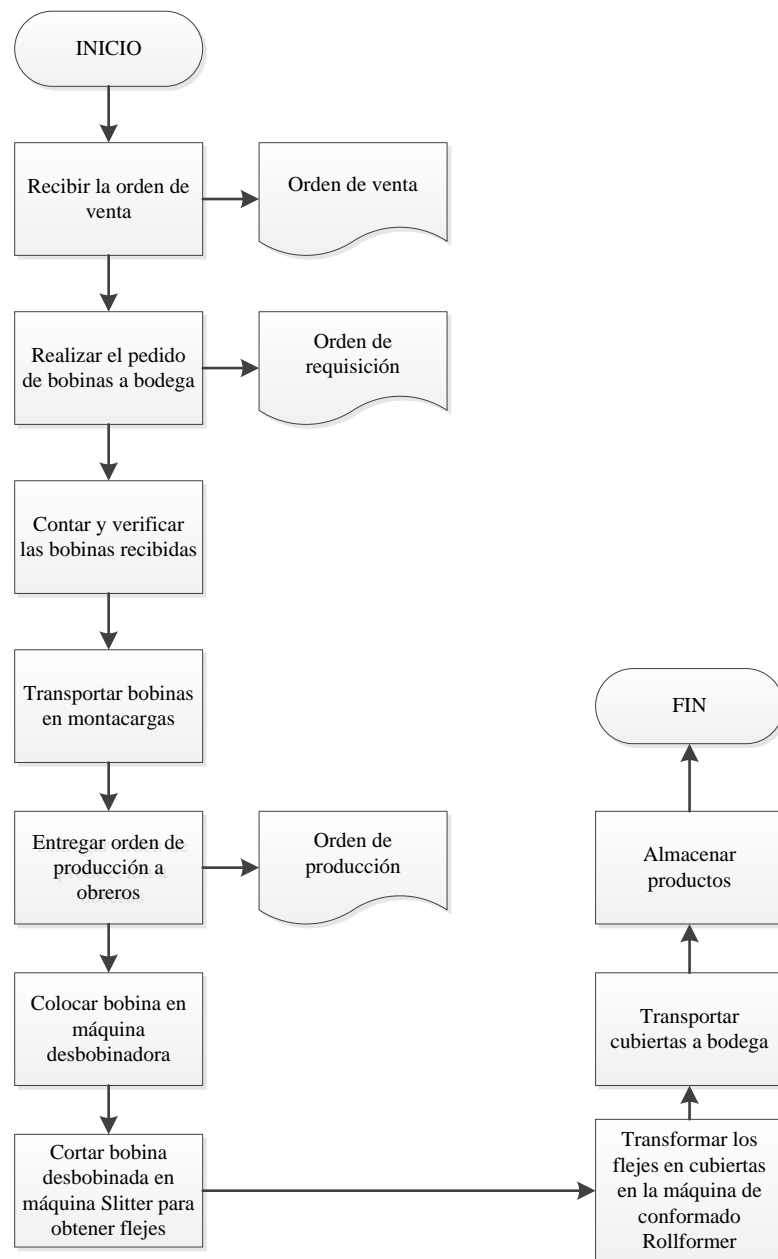 INICIO
Recibir la orden de
venta
Orden de venta
Realizar el pedido
de bobinas a bodega
Orden de
requisición
Contar y verificar
las bobinas recibidas
Transportar bobinas
en montacargas
Entregar orden de
producción a
obreros
Orden de
producción
Colocar bobina en
máquina
desbobinadora
Cortar bobina
desbobinada en
máquina Slitter para
obtener flejes
Transformar los
flejes en cubiertas
en la máquina de
conformado
Rollformer
Transportar
cubiertas a bodega
Almacenar
productos
FIN